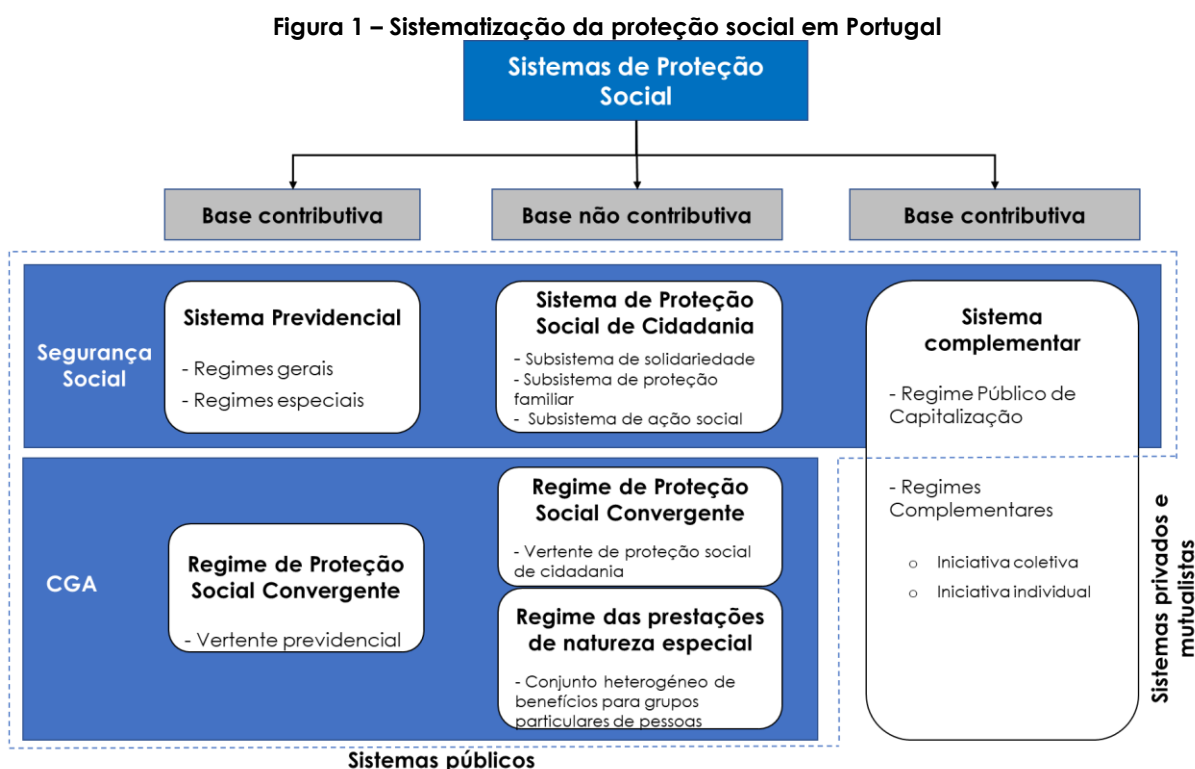 Figura 1 – Sistematização da proteção social em Portugal
Sistemas de Proteção
Social
Base contributiva
Base não contributiva
Base contributiva
Segurança
Social
Sistema Previdencial
- Regimes gerais
- Regimes especiais
Sistema de Proteção
Social de Cidadania
- Subsistema de solidariedade
- Subsistema de proteção
familiar
- Subsistema de ação social
Sistema
complementar
- Regime Público de
Capitalização
- Regimes
Complementares
o Iniciativa coletiva
o Iniciativa individual
CGA
Regime de Proteção
Social Convergente
- Vertente previdencial
Regime de Proteção
Social Convergente
- Vertente de proteção social
de cidadania
Regime das prestações
de natureza especial
- Conjunto heterogéneo de
benefícios para grupos
particulares de pessoas
Sistemas privados e
mutualistas
Sistemas públicos